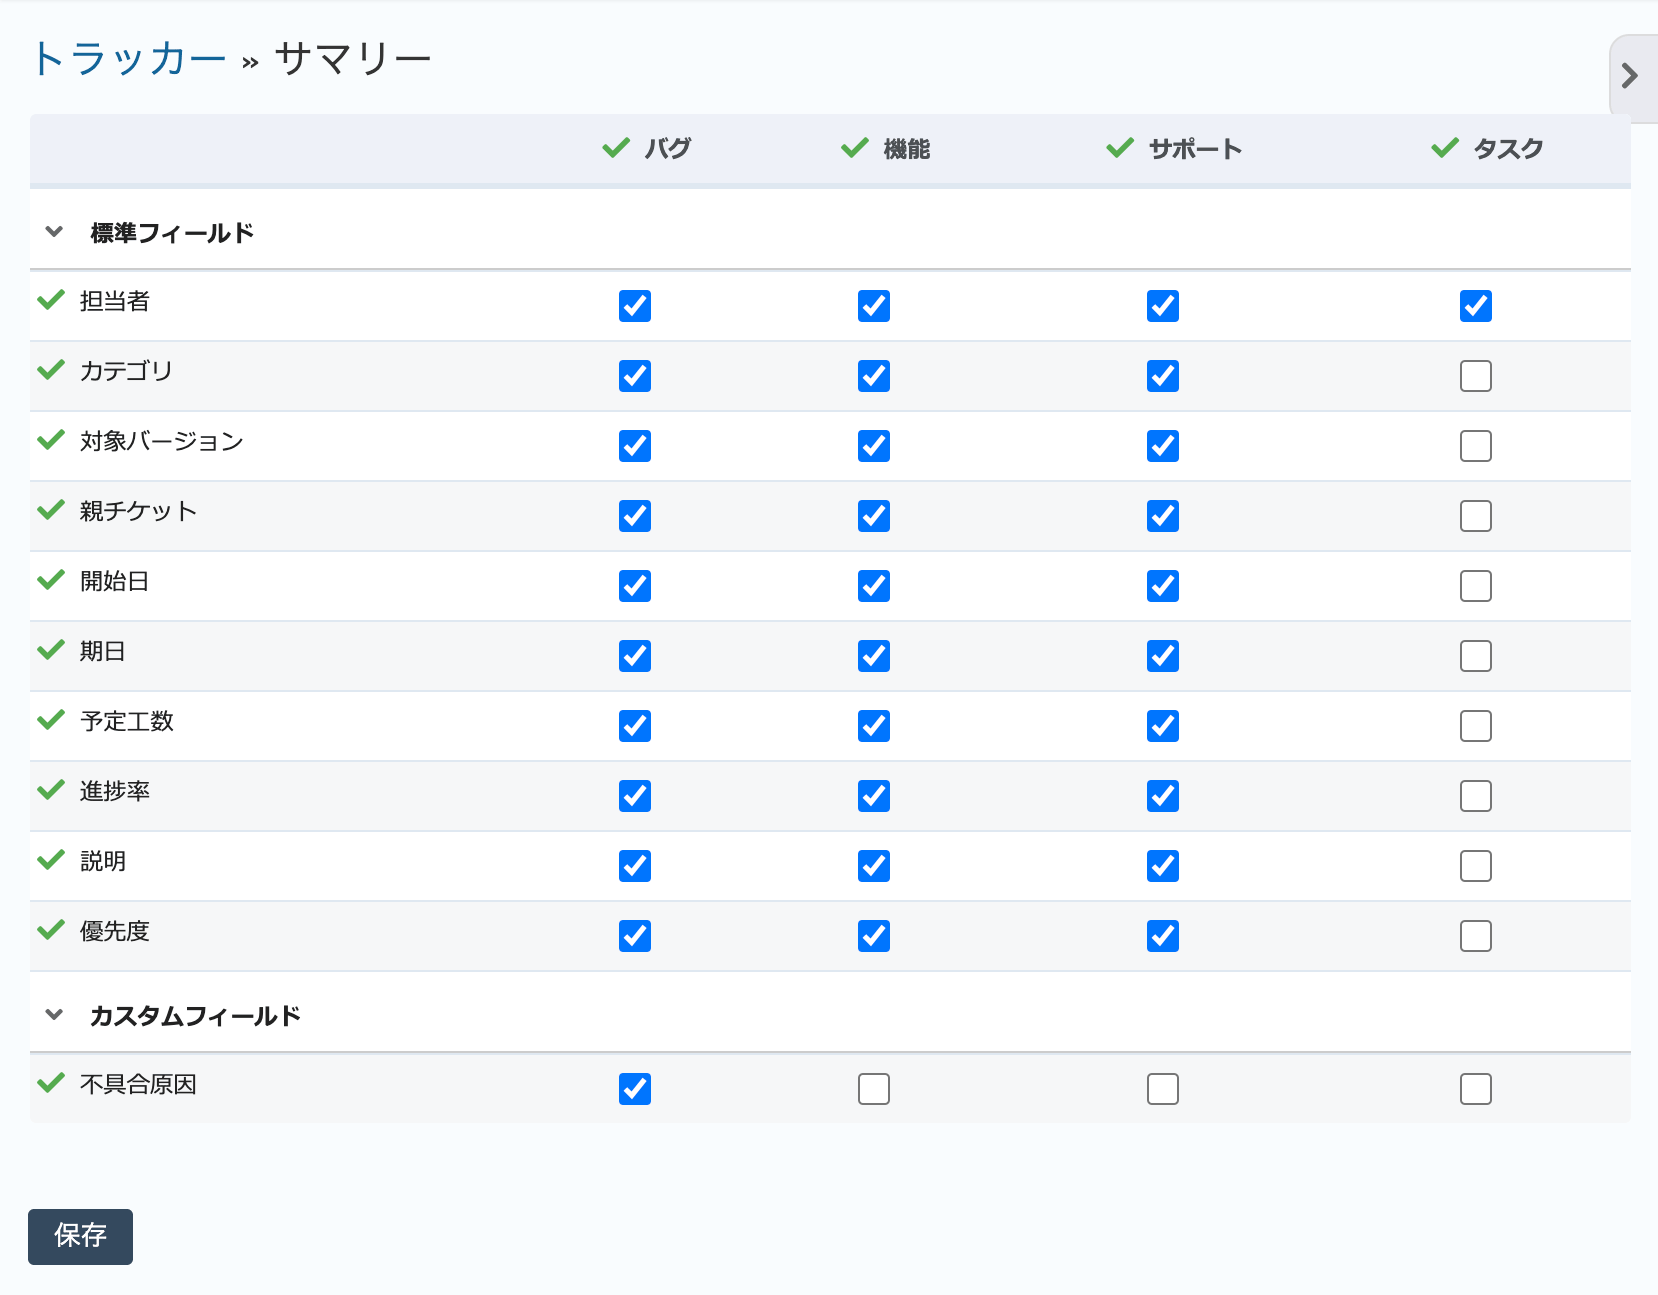 トラッカー » サマリー
バグ 機能 サポート タスク
標準フィールド
担当者
カテゴリ
対象バージョン
親チケット
開始日
期日
予定工数
進捗率
説明
優先度
カスタムフィールド
不具合原因
保存